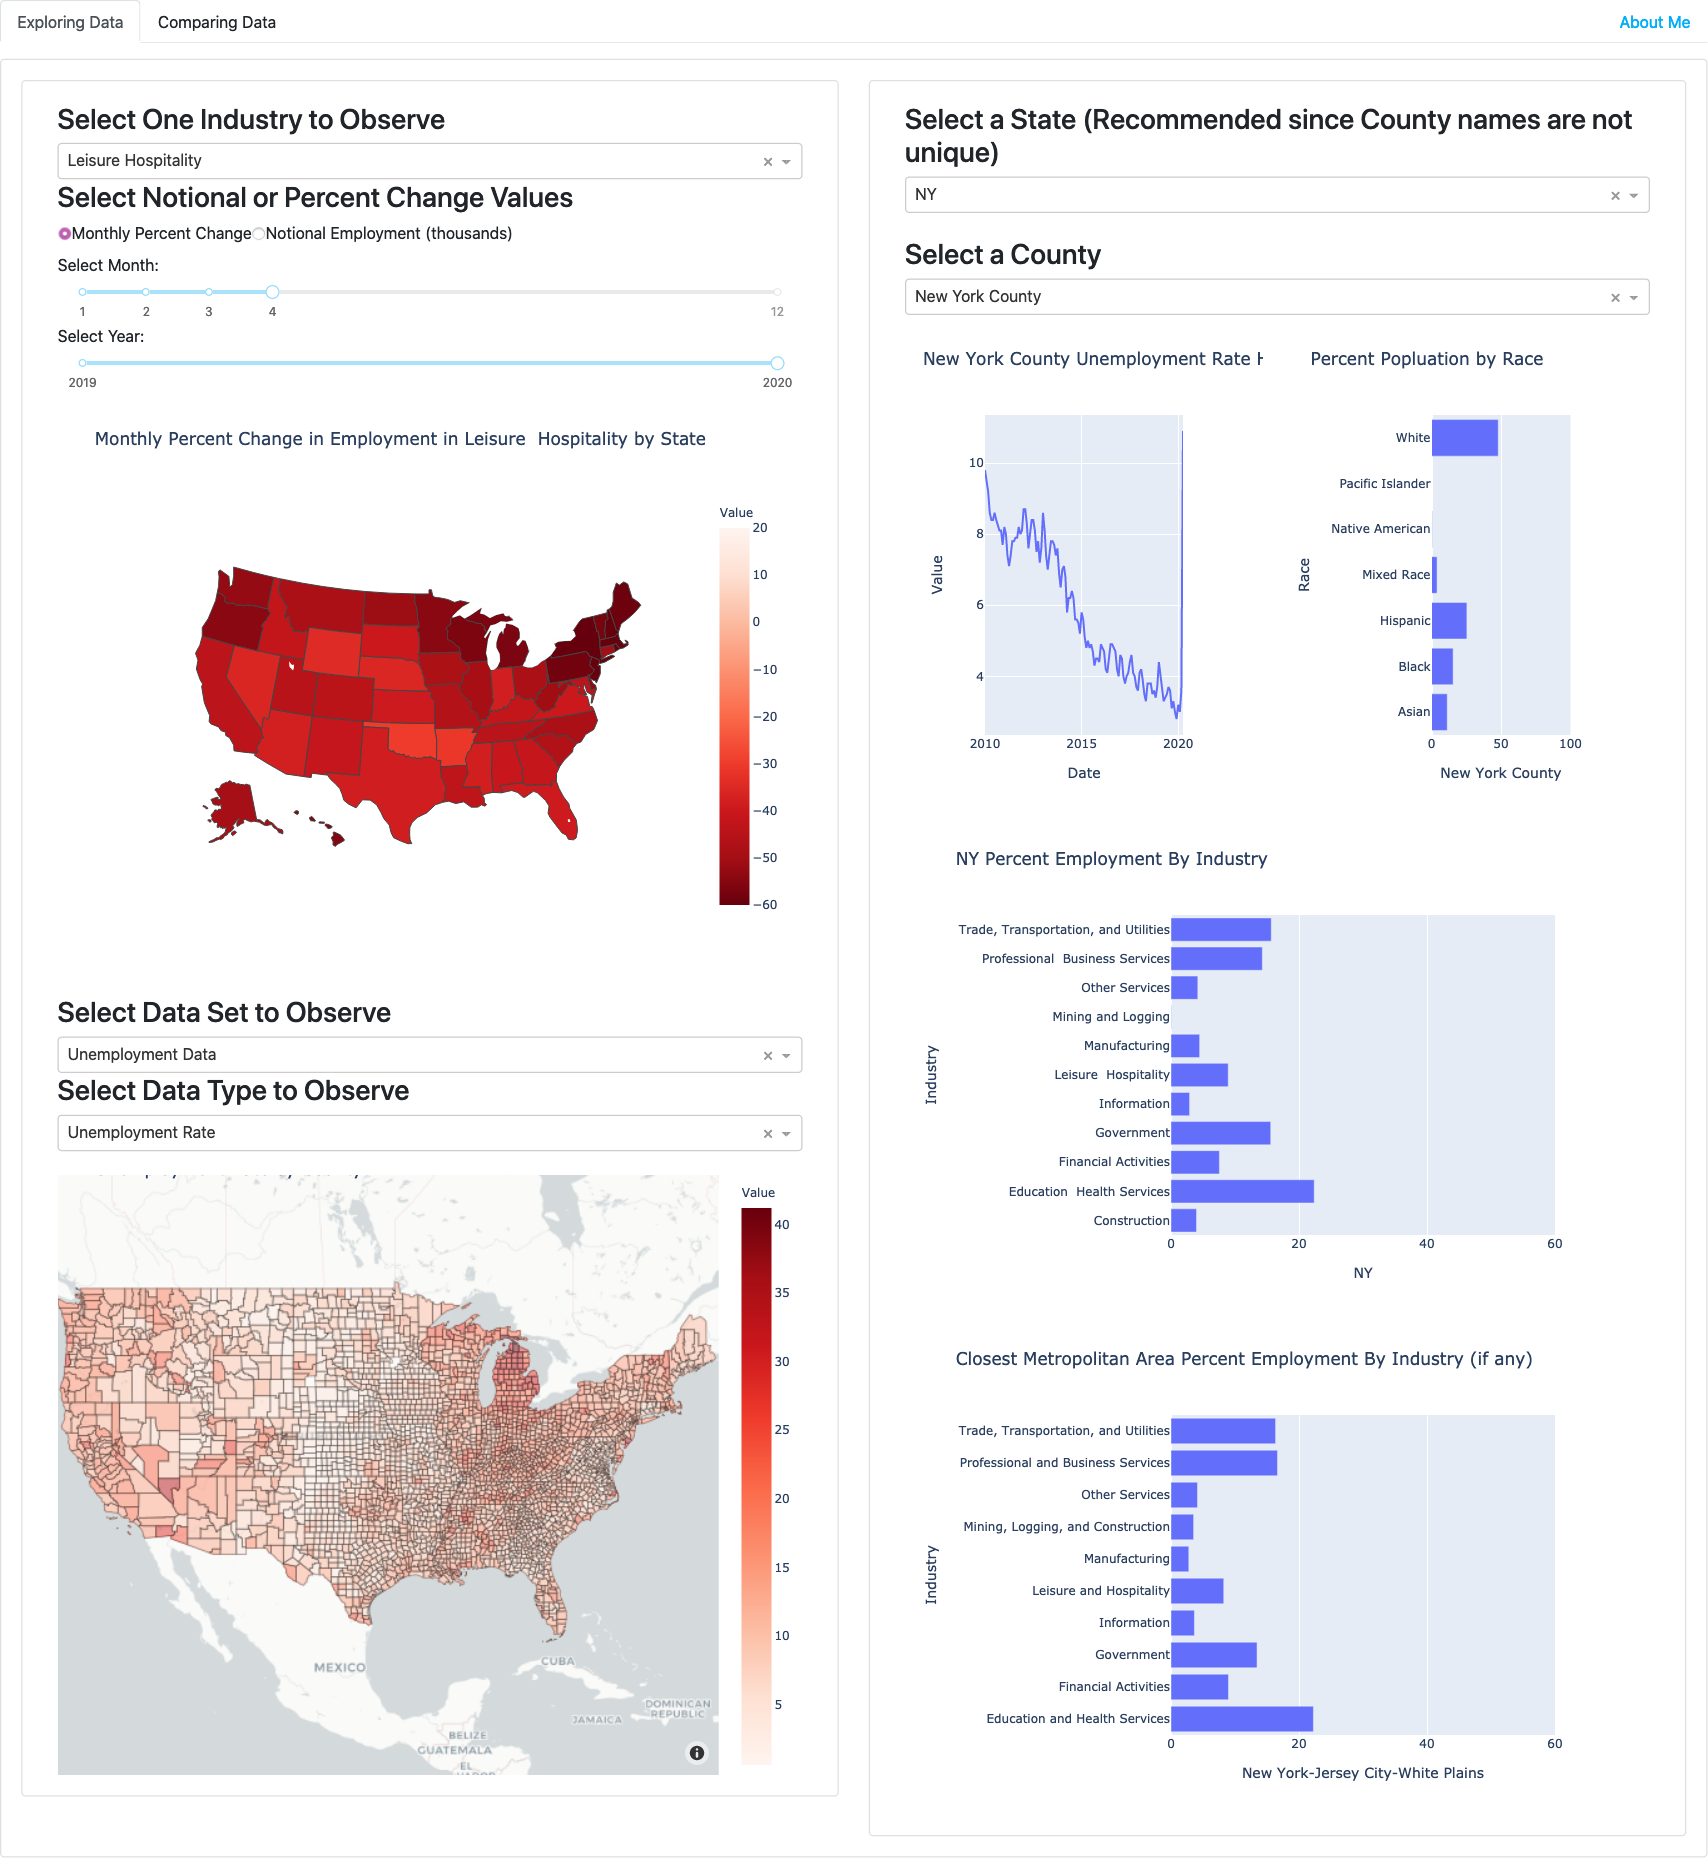 Exploring Data
Comparing Data
About Me
Select One Industry to Observe
Leisure Hospitality
Select Notional or Percent Change Values
Monthly Percent Change Notional Employment (thousands)
Select Month:
1 2 3 4 12
Select Year:
2019 2020
Monthly Percent Change in Employment in Leisure  Hospitality by State
Value
20
10
0
−10
−20
−30
−40
−50
−60
Select Data Set to Observe
Unemployment Data
Select Data Type to Observe
Unemployment Rate
Value
40
35
30
25
20
15
10
5
MEXICO
CUBA
DOMINICAN
REPUBLIC
JAMAICA
BELIZE
GUATEMALA
EL
Select a State (Recommended since County names are not
unique)
NY
Select a County
New York County
New York County Unemployment Rate
Value
10
8
6
4
2010 2015 2020
Date
Percent Popluation by Race
Race
White
Pacific Islander
Native American
Mixed Race
Hispanic
Black
Asian
0 50 100
New York County
NY Percent Employment By Industry
Industry
Trade, Transportation, and Utilities
Professional  Business Services
Other Services
Mining and Logging
Manufacturing
Leisure  Hospitality
Information
Government
Financial Activities
Education  Health Services
Construction
0 20 40 60
NY
Closest Metropolitan Area Percent Employment By Industry (if any)
Industry
Trade, Transportation, and Utilities
Professional and Business Services
Other Services
Mining, Logging, and Construction
Manufacturing
Leisure and Hospitality
Information
Government
Financial Activities
Education and Health Services
0 20 40 60
New York-Jersey City-White Plains